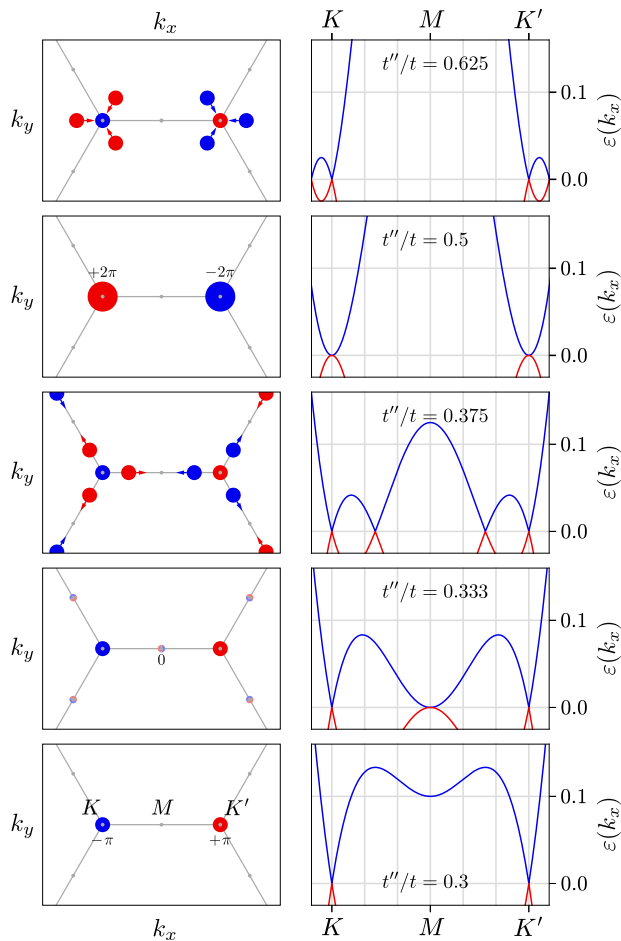 k_x
K M K′
k_y
t″/t = 0.625
0.1
0.0
ε(k_x)
k_y
+2π
−2π
t″/t = 0.5
0.1
0.0
ε(k_x)
k_y
t″/t = 0.375
0.1
0.0
ε(k_x)
k_y
0
t″/t = 0.333
0.1
0.0
ε(k_x)
k_y
K M K′
−π
+π
t″/t = 0.3
0.1
0.0
ε(k_x)
k_x
K M K′